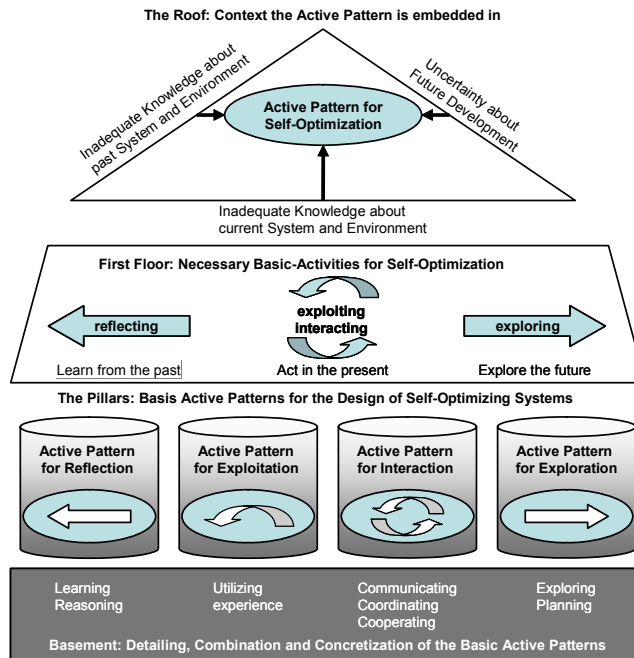 The Roof: Context the Active Pattern is embedded in
Inadequate Knowledge about
past System and Environment
Uncertainty about
Future Development
Active Pattern for
Self-Optimization
Inadequate Knowledge about
current System and Environment
First Floor: Necessary Basic-Activities for Self-Optimization
reflecting
exploiting
interacting
exploring
Learn from the past
Act in the present
Explore the future
The Pillars: Basis Active Patterns for the Design of Self-Optimizing Systems
Active Pattern
for Reflection
Active Pattern
for Exploitation
Active Pattern
for Interaction
Active Pattern
for Exploration
Learning
Reasoning
Utilizing
experience
Communicating
Coordinating
Cooperating
Exploring
Planning
Basement: Detailing, Combination and Concretization of the Basic Active Patterns